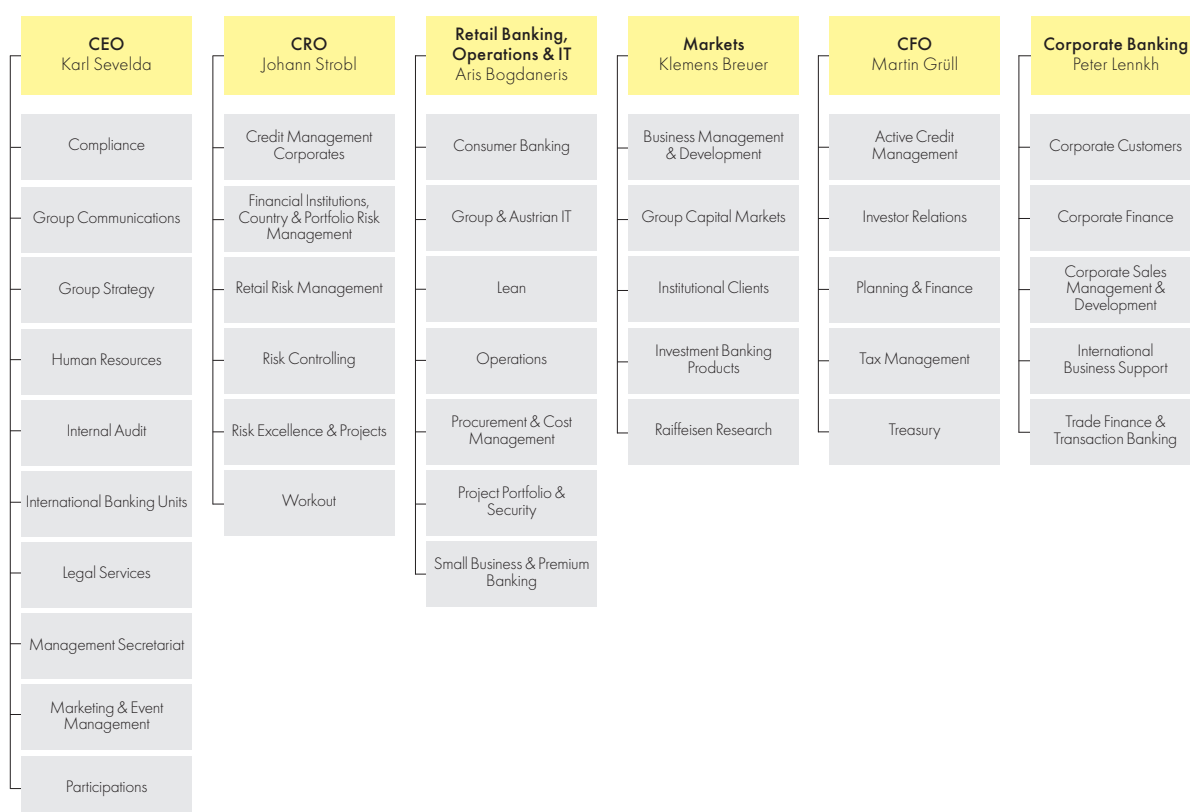 CEO
Karl Sevelda
Compliance
Group Communications
Group Strategy
Human Resources
Internal Audit
International Banking Units
Legal Services
Management Secretariat
Marketing & Event
Management
Participations
CRO
Johann Strobl
Credit Management
Corporates
Financial Institutions,
Country & Portfolio Risk
Management
Retail Risk Management
Risk Controlling
Risk Excellence & Projects
Workout
Retail Banking,
Operations & IT
Aris Bogdaneris
Consumer Banking
Group & Austrian IT
Lean
Operations
Procurement & Cost
Management
Project Portfolio &
Security
Small Business & Premium
Banking
Markets
Klemens Breuer
Business Management
& Development
Group Capital Markets
Institutional Clients
Investment Banking
Products
Raiffeisen Research
CFO
Martin Grüll
Active Credit
Management
Investor Relations
Planning & Finance
Tax Management
Treasury
Corporate Banking
Peter Lennkh
Corporate Customers
Corporate Finance
Corporate Sales
Management &
Development
International
Business Support
Trade Finance &
Transaction Banking